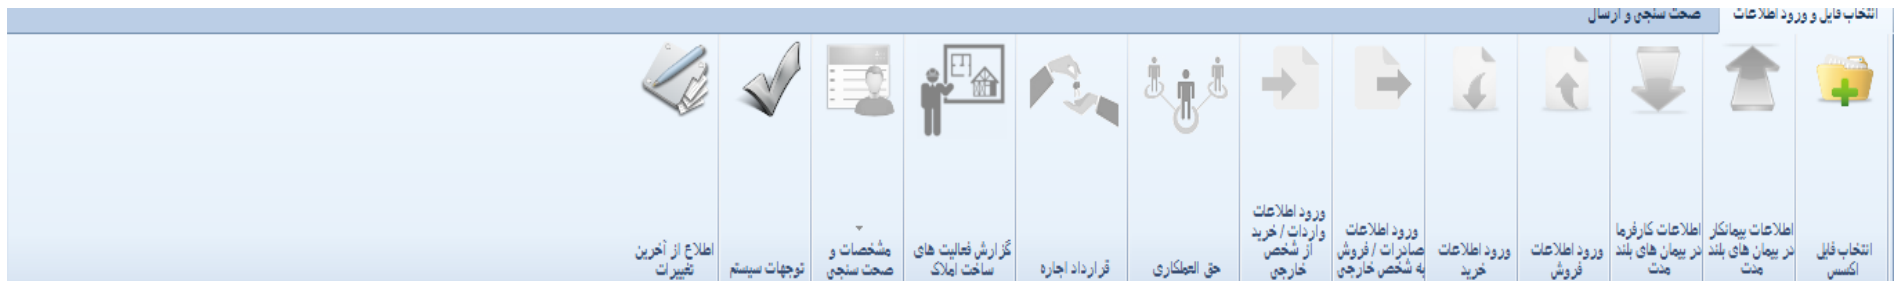 انتخاب فایل و ورود اطلاعات
صحت سنجی و ارسال
انتخاب فایل
اکسس
اطلاعات پیمانکار
در پیمان های بلند
مدت
اطلاعات کارفرما
در پیمان های بلند
مدت
ورود اطلاعات
فروش
ورود اطلاعات
خرید
ورود اطلاعات
صادرات / فروش
به شخص خارجی
ورود اطلاعات
واردات / خرید
از شخص
خارجی
حق العملکاری
قرارداد اجاره
گزارش فعالیت های
ساخت املاک
مشخصات و
صحت سنجی
توجهات سیستم
اطلاع از آخرین
تغییرات